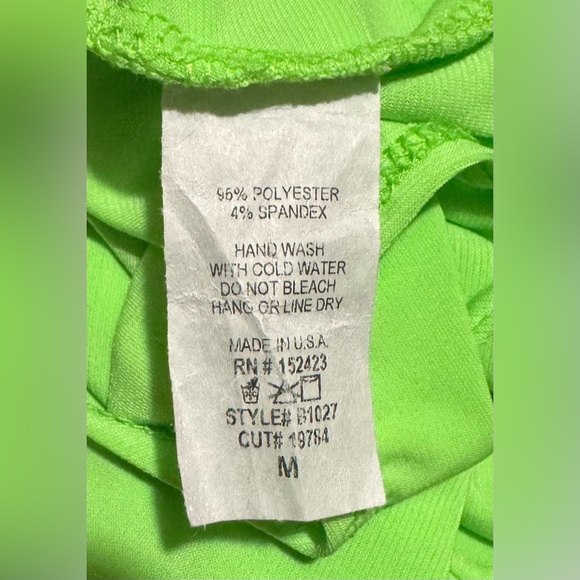 96% POLYESTER
4% SPANDEX
HAND WASH
WITH COLD WATER
DO NOT BLEACH
HANG OR LINE DRY
MADE IN U.S.A.
RN # 152423
STYLE# B1027
CUT# 19784
M